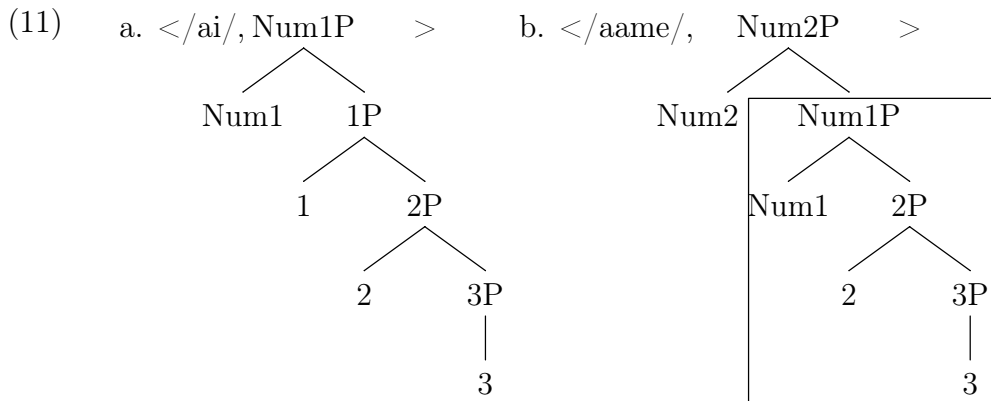 (11) a. </ai/, Num1P > b. </aame/, Num2P >
Num1 1P Num2 Num1P
1 2P Num1 2P
2 3P 2 3P
3 3